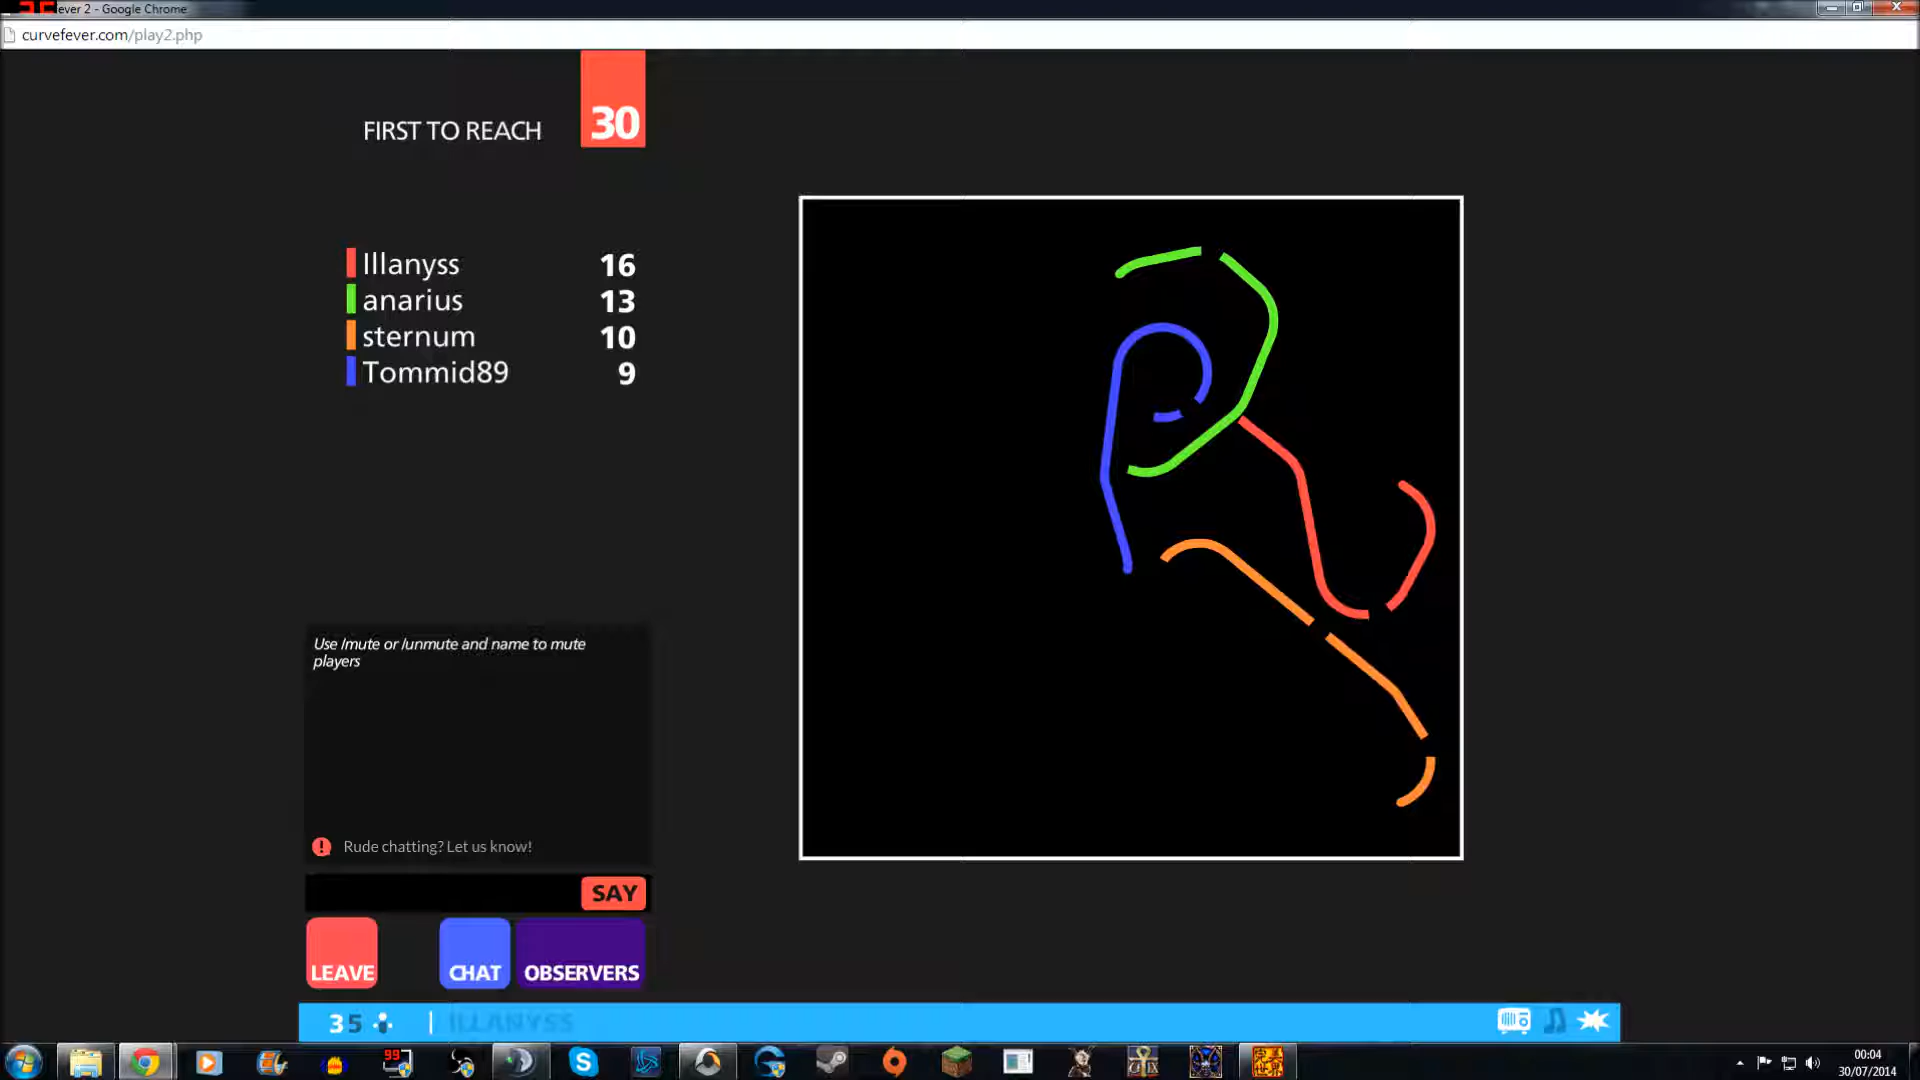 ever 2 - Google Chrome
curvefever.com/play2.php
FIRST TO REACH
30
Illanyss 16
anarius 13
sternum 10
Tommid89 9
Use /mute or /unmute and name to mute
players
Rude chatting? Let us know!
SAY
LEAVE
CHAT
OBSERVERS
35
ILLANYSS
99
00:04
30/07/2014